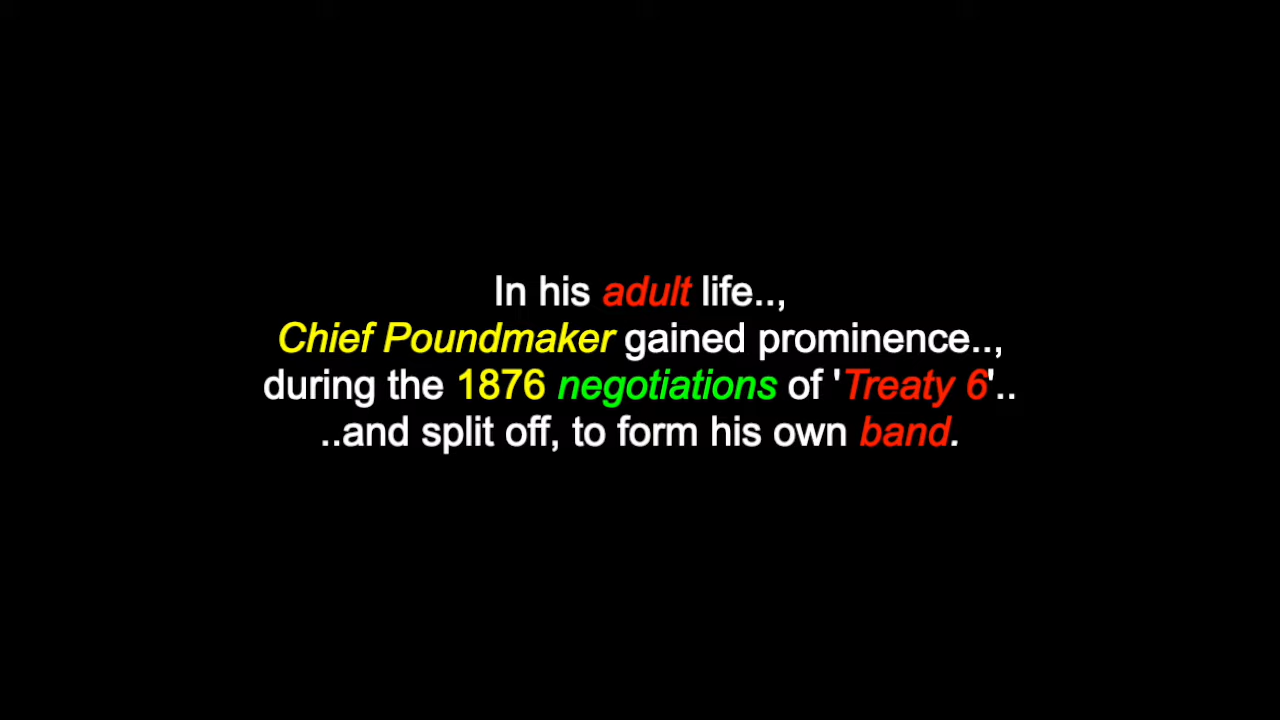 In his adult life..,
Chief Poundmaker gained prominence..,
during the 1876 negotiations of 'Treaty 6'..
..and split off, to form his own band.